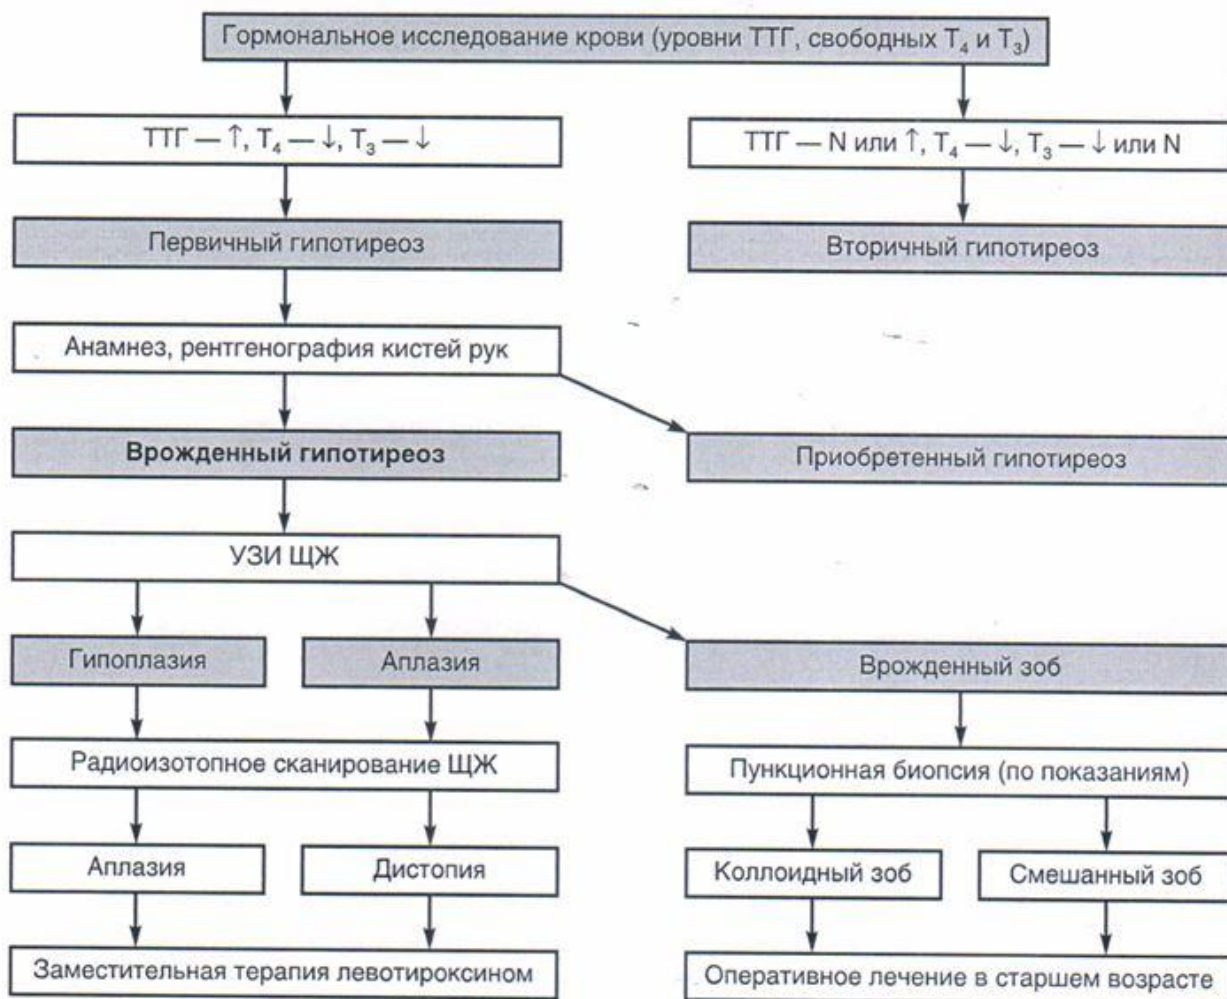 Гормональное исследование крови (уровни ТТГ, свободных T₄ и T₃)
ТТГ — ↑, T₄ — ↓, T₃ — ↓
ТТГ — N или ↑, T₄ — ↓, T₃ — ↓ или N
Первичный гипотиреоз
Вторичный гипотиреоз
Анамнез, рентгенография кистей рук
Врожденный гипотиреоз
Приобретенный гипотиреоз
УЗИ ЩЖ
Гипоплазия
Аплазия
Врожденный зоб
Радиоизотопное сканирование ЩЖ
Пункционная биопсия (по показаниям)
Аплазия
Дистопия
Коллоидный зоб
Смешанный зоб
Заместительная терапия левотироксином
Оперативное лечение в старшем возрасте